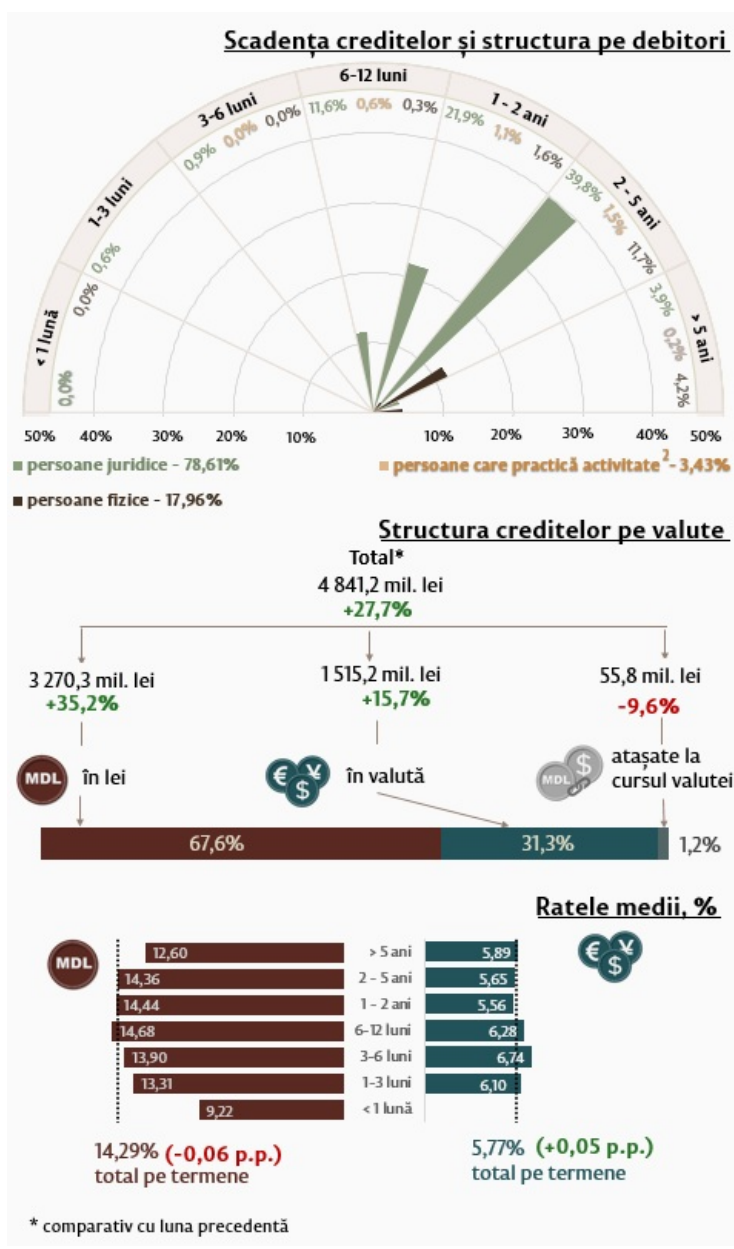 Scadența creditelor și structura pe debitori
6-12 luni
3-6 luni
1 - 2 ani
1-3 luni
2 - 5 ani
< 1 lună
> 5 ani
0,0%
0,0%
0,6%
0,9%
0,0%
0,0%
11,6%
0,6%
0,3%
21,9%
1,1%
1,6%
39,8%
1,5%
11,7%
3,9%
0,2%
4,2%
50% 40% 30% 20% 10% 10% 20% 30% 40% 50%
persoane juridice - 78,61%
persoane care practică activitate 2 - 3,43%
persoane fizice - 17,96%
Structura creditelor pe valute
Total*
4 841,2 mil. lei
+27,7%
3 270,3 mil. lei
+35,2%
1 515,2 mil. lei
+15,7%
55,8 mil. lei
-9,6%
MDL în lei
€ ¥ $ în valută
MDL $ atașate la
cursul valutei
67,6% 31,3% 1,2%
Ratele medii, %
MDL
€ ¥ $
12,60 > 5 ani 5,89
14,36 2 - 5 ani 5,65
14,44 1 - 2 ani 5,56
14,68 6-12 luni 6,28
13,90 3-6 luni 6,74
13,31 1-3 luni 6,10
9,22 < 1 lună
14,29% (-0,06 p.p.)
total pe termene
5,77% (+0,05 p.p.)
total pe termene
* comparativ cu luna precedentă